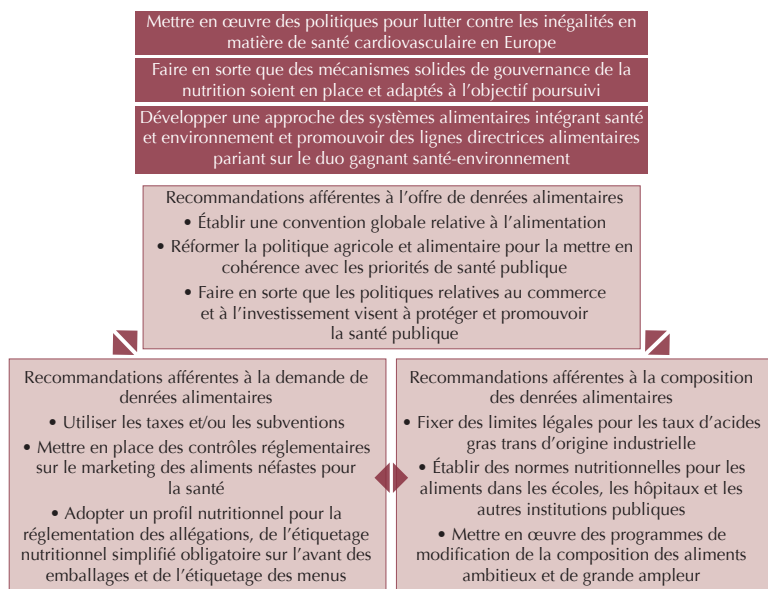 Mettre en œuvre des politiques pour lutter contre les inégalités en
matière de santé cardiovasculaire en Europe
Faire en sorte que des mécanismes solides de gouvernance de la
nutrition soient en place et adaptés à l’objectif poursuivi
Développer une approche des systèmes alimentaires intégrant santé
et environnement et promouvoir des lignes directrices alimentaires
pariant sur le duo gagnant santé-environnement
Recommandations afférentes à l’offre de denrées alimentaires
• Établir une convention globale relative à l’alimentation
• Réformer la politique agricole et alimentaire pour la mettre en
cohérence avec les priorités de santé publique
• Faire en sorte que les politiques relatives au commerce
et à l’investissement visent à protéger et promouvoir
la santé publique
Recommandations afférentes à la demande de
denrées alimentaires
• Utiliser les taxes et/ou les subventions
• Mettre en place des contrôles réglementaires
sur le marketing des aliments néfastes pour
la santé
• Adopter un profil nutritionnel pour la
réglementation des allégations, de l’étiquetage
nutritionnel simplifié obligatoire sur l’avant des
emballages et de l’étiquetage des menus
Recommandations afférentes à la composition
des denrées alimentaires
• Fixer des limites légales pour les taux d’acides
gras trans d’origine industrielle
• Établir des normes nutritionnelles pour les
aliments dans les écoles, les hôpitaux et les
autres institutions publiques
• Mettre en œuvre des programmes de
modification de la composition des aliments
ambitieux et de grande ampleur